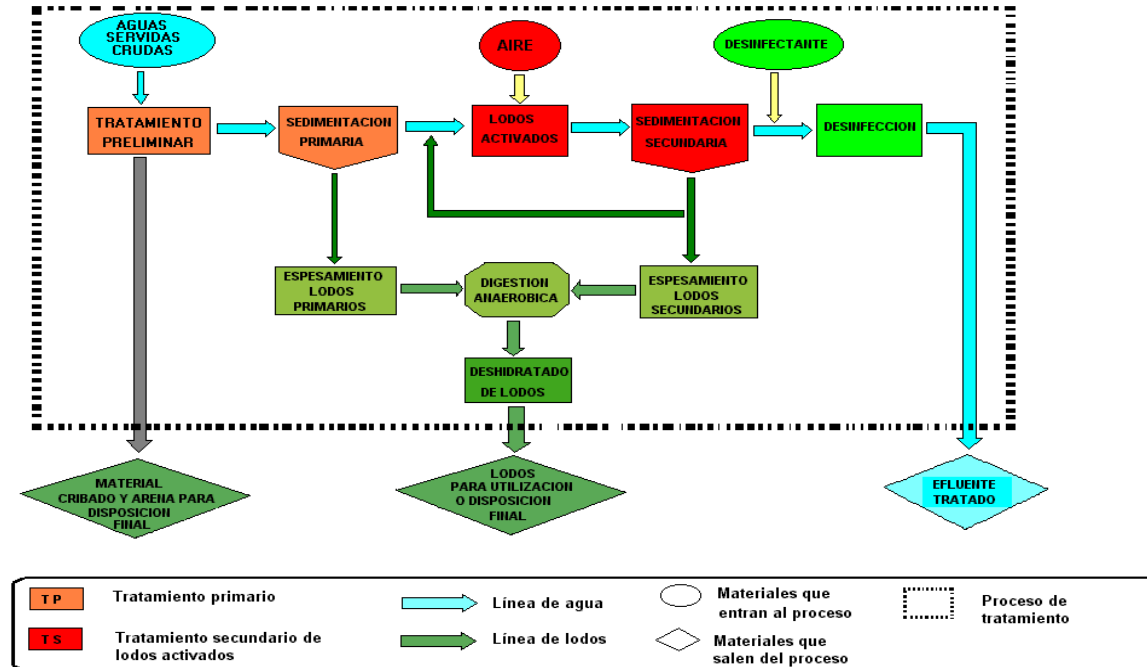 AGUAS
SERVIDAS
CRUDAS
AIRE
DESINFECTANTE
TRATAMIENTO
PRELIMINAR
SEDIMENTACION
PRIMARIA
LODOS
ACTIVADOS
SEDIMENTACION
SECUNDARIA
DESINFECCION
ESPESAMIENTO
LODOS
PRIMARIOS
DIGESTION
ANAEROBICA
ESPESAMIENTO
LODOS
SECUNDARIOS
DESHIDRATADO
DE LODOS
MATERIAL
CRIBADO Y ARENA PARA
DISPOSICION
FINAL
LODOS
PARA UTILIZACION
O DISPOSICION
FINAL
EFLUENTE
TRATADO
T P
Tratamiento primario
T S
Tratamiento secundario de
lodos activados
Línea de agua
Línea de lodos
Materiales que
entran al proceso
Materiales que
salen del proceso
Proceso de
tratamiento